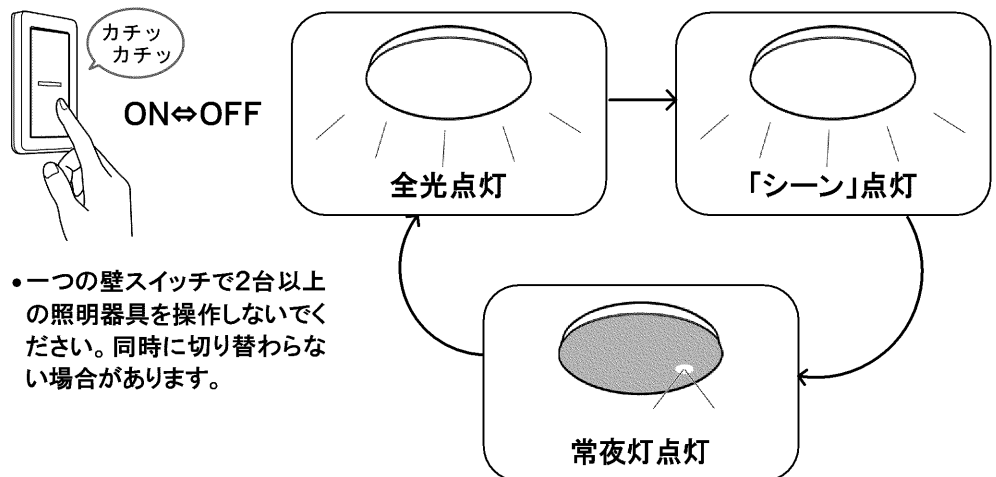 カチッ
カチッ
ON⇔OFF
全光点灯
「シーン」点灯
常夜灯点灯
•一つの壁スイッチで2台以上
の照明器具を操作しないでく
ださい。同時に切り替わらな
い場合があります。